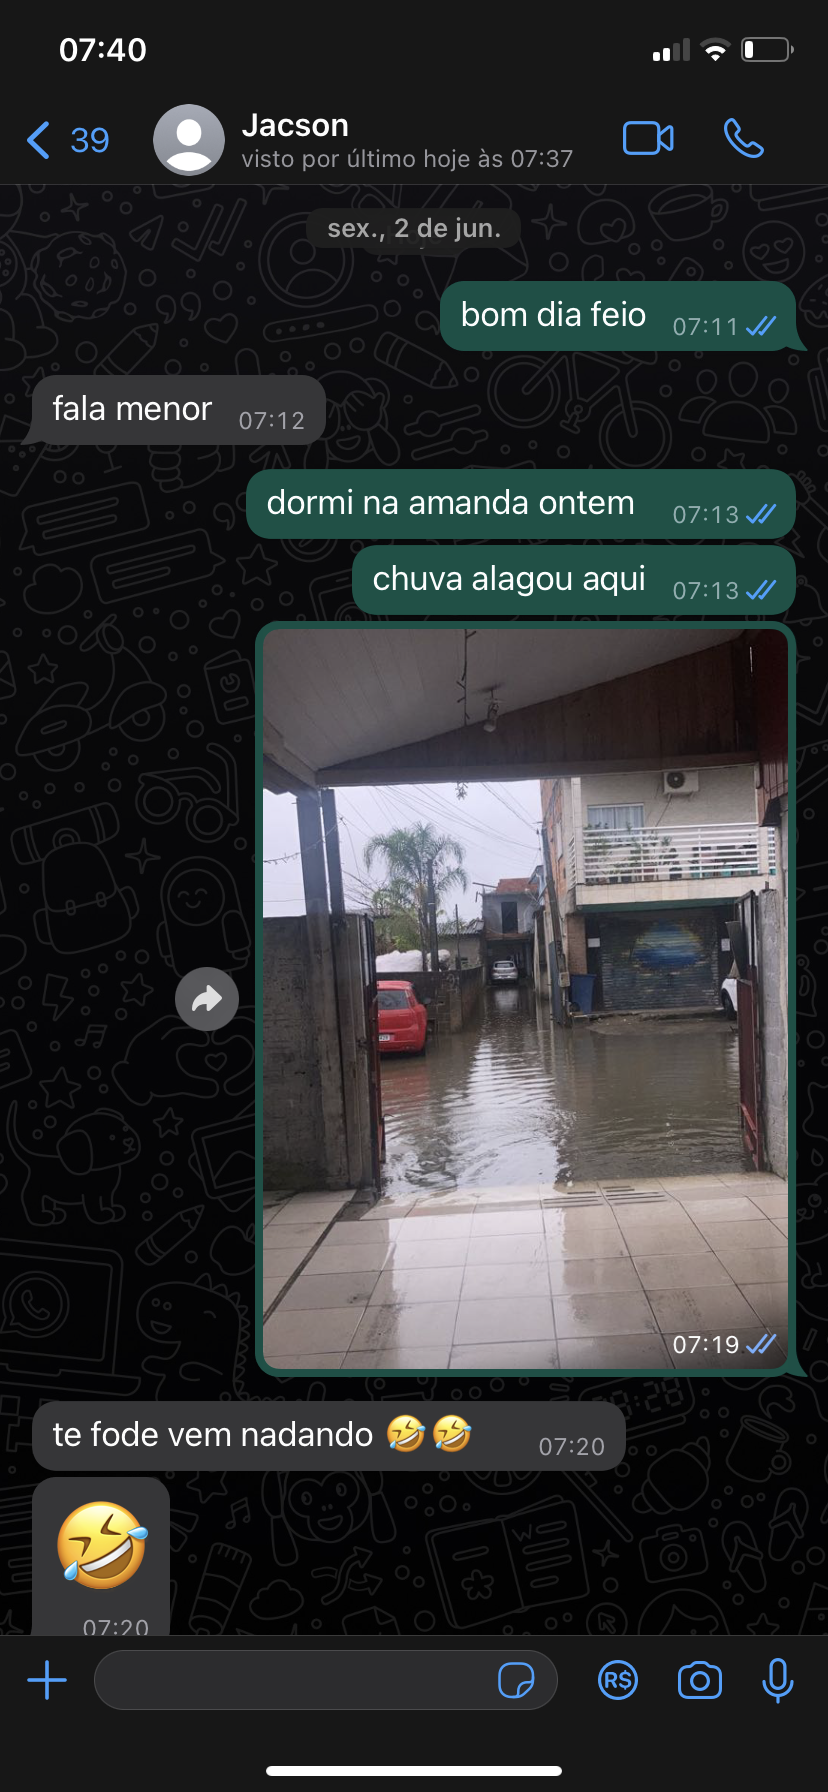 07:40
39
Jacson
visto por último hoje às 07:37
sex., 2 de jun.
bom dia feio 07:11
fala menor 07:12
dormi na amanda ontem 07:13
chuva alagou aqui 07:13
07:19
te fode vem nadando 🤣🤣 07:20
🤣
07:20
R$